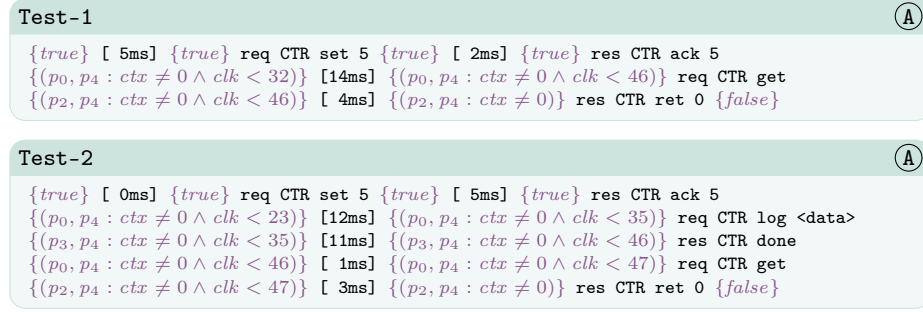 Test-1 Ⓐ
{true} [ 5ms] {true} req CTR set 5 {true} [ 2ms] {true} res CTR ack 5
{(p₀, p₄ : ctx ≠ 0 ∧ clk < 32)} [14ms] {(p₀, p₄ : ctx ≠ 0 ∧ clk < 46)} req CTR get
{(p₂, p₄ : ctx ≠ 0 ∧ clk < 46)} [ 4ms] {(p₂, p₄ : ctx ≠ 0)} res CTR ret 0 {false}
Test-2 Ⓐ
{true} [ 0ms] {true} req CTR set 5 {true} [ 5ms] {true} res CTR ack 5
{(p₀, p₄ : ctx ≠ 0 ∧ clk < 23)} [12ms] {(p₀, p₄ : ctx ≠ 0 ∧ clk < 35)} req CTR log <data>
{(p₃, p₄ : ctx ≠ 0 ∧ clk < 35)} [11ms] {(p₃, p₄ : ctx ≠ 0 ∧ clk < 46)} res CTR done
{(p₀, p₄ : ctx ≠ 0 ∧ clk < 46)} [ 1ms] {(p₀, p₄ : ctx ≠ 0 ∧ clk < 47)} req CTR get
{(p₂, p₄ : ctx ≠ 0 ∧ clk < 47)} [ 3ms] {(p₂, p₄ : ctx ≠ 0)} res CTR ret 0 {false}